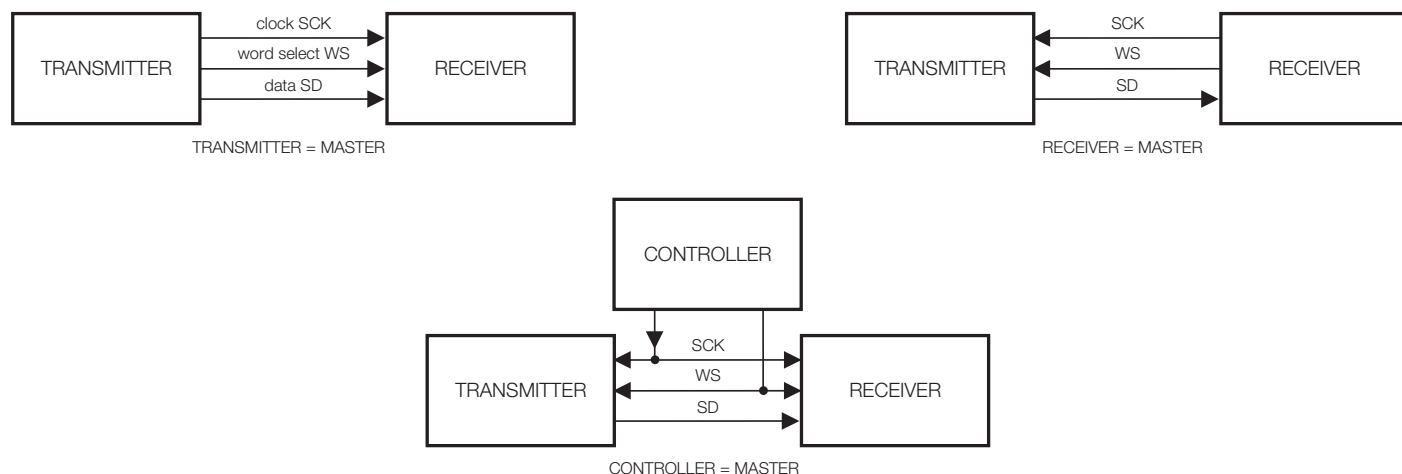 TRANSMITTER
clock SCK
word select WS
data SD
RECEIVER
TRANSMITTER = MASTER
TRANSMITTER
SCK
WS
SD
RECEIVER
RECEIVER = MASTER
CONTROLLER
TRANSMITTER
SCK
WS
SD
RECEIVER
CONTROLLER = MASTER